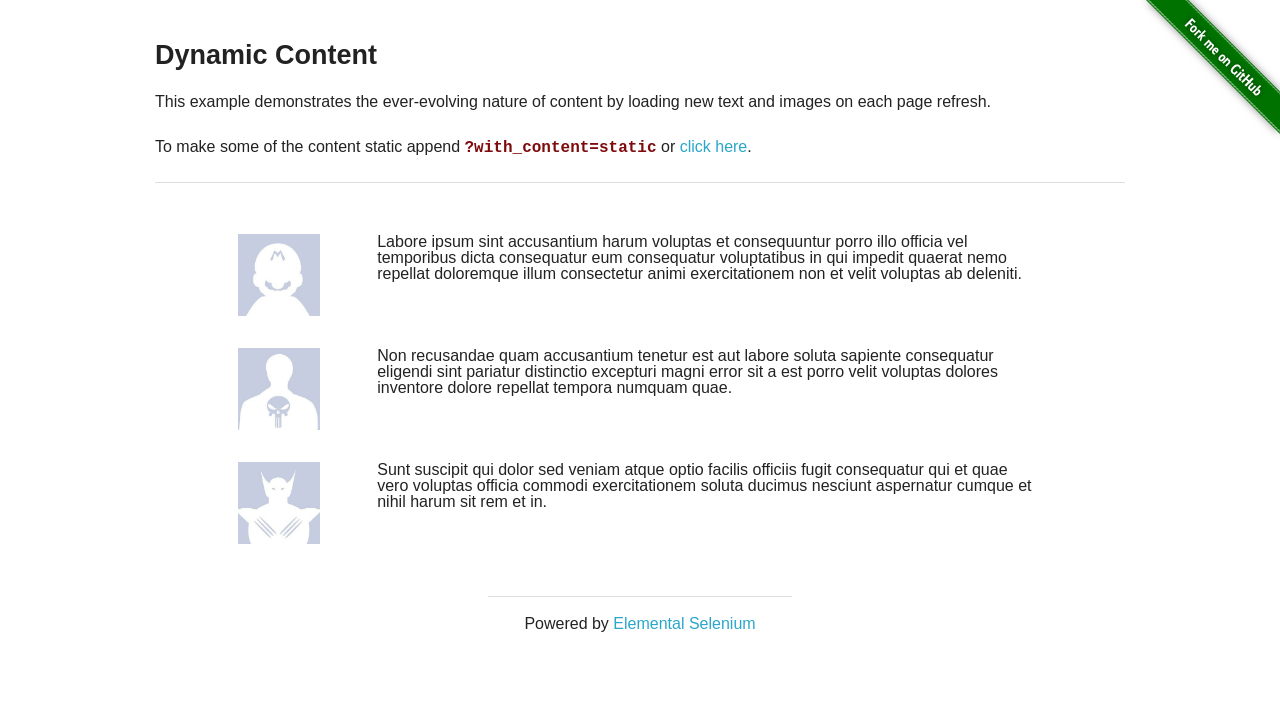 Dynamic Content
Fork me on GitHub
This example demonstrates the ever-evolving nature of content by loading new text and images on each page refresh.
To make some of the content static append ?with_content=static or click here.
Labore ipsum sint accusantium harum voluptas et consequuntur porro illo officia vel
temporibus dicta consequatur eum consequatur voluptatibus in qui impedit quaerat nemo
repellat doloremque illum consectetur animi exercitationem non et velit voluptas ab deleniti.
Non recusandae quam accusantium tenetur est aut labore soluta sapiente consequatur
eligendi sint pariatur distinctio excepturi magni error sit a est porro velit voluptas dolores
inventore dolore repellat tempora numquam quae.
Sunt suscipit qui dolor sed veniam atque optio facilis officiis fugit consequatur qui et quae
vero voluptas officia commodi exercitationem soluta ducimus nesciunt aspernatur cumque et
nihil harum sit rem et in.
Powered by Elemental Selenium